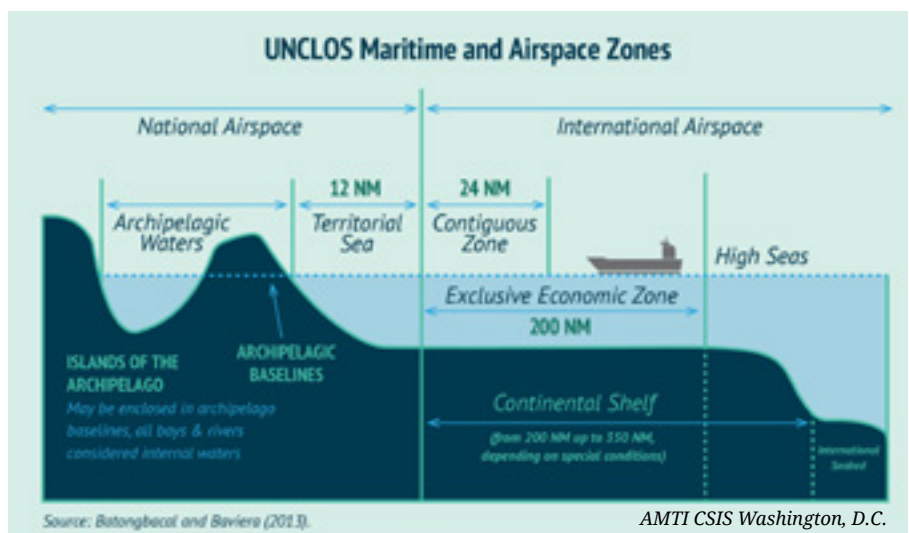 UNCLOS Maritime and Airspace Zones
National Airspace
International Airspace
12 NM
24 NM
Archipelagic
Waters
Territorial
Sea
Contiguous
Zone
High Seas
Exclusive Economic Zone
200 NM
ISLANDS OF THE
ARCHIPELAGO
May be enclosed in archipelago
baselines, all bays & rivers
considered internal waters
ARCHIPELAGIC
BASELINES
Continental Shelf
(from 200 NM up to 350 NM,
depending on special conditions)
International
Seabed
Source: Batongbacal and Baviera (2013).
AMTI CSIS Washington, D.C.